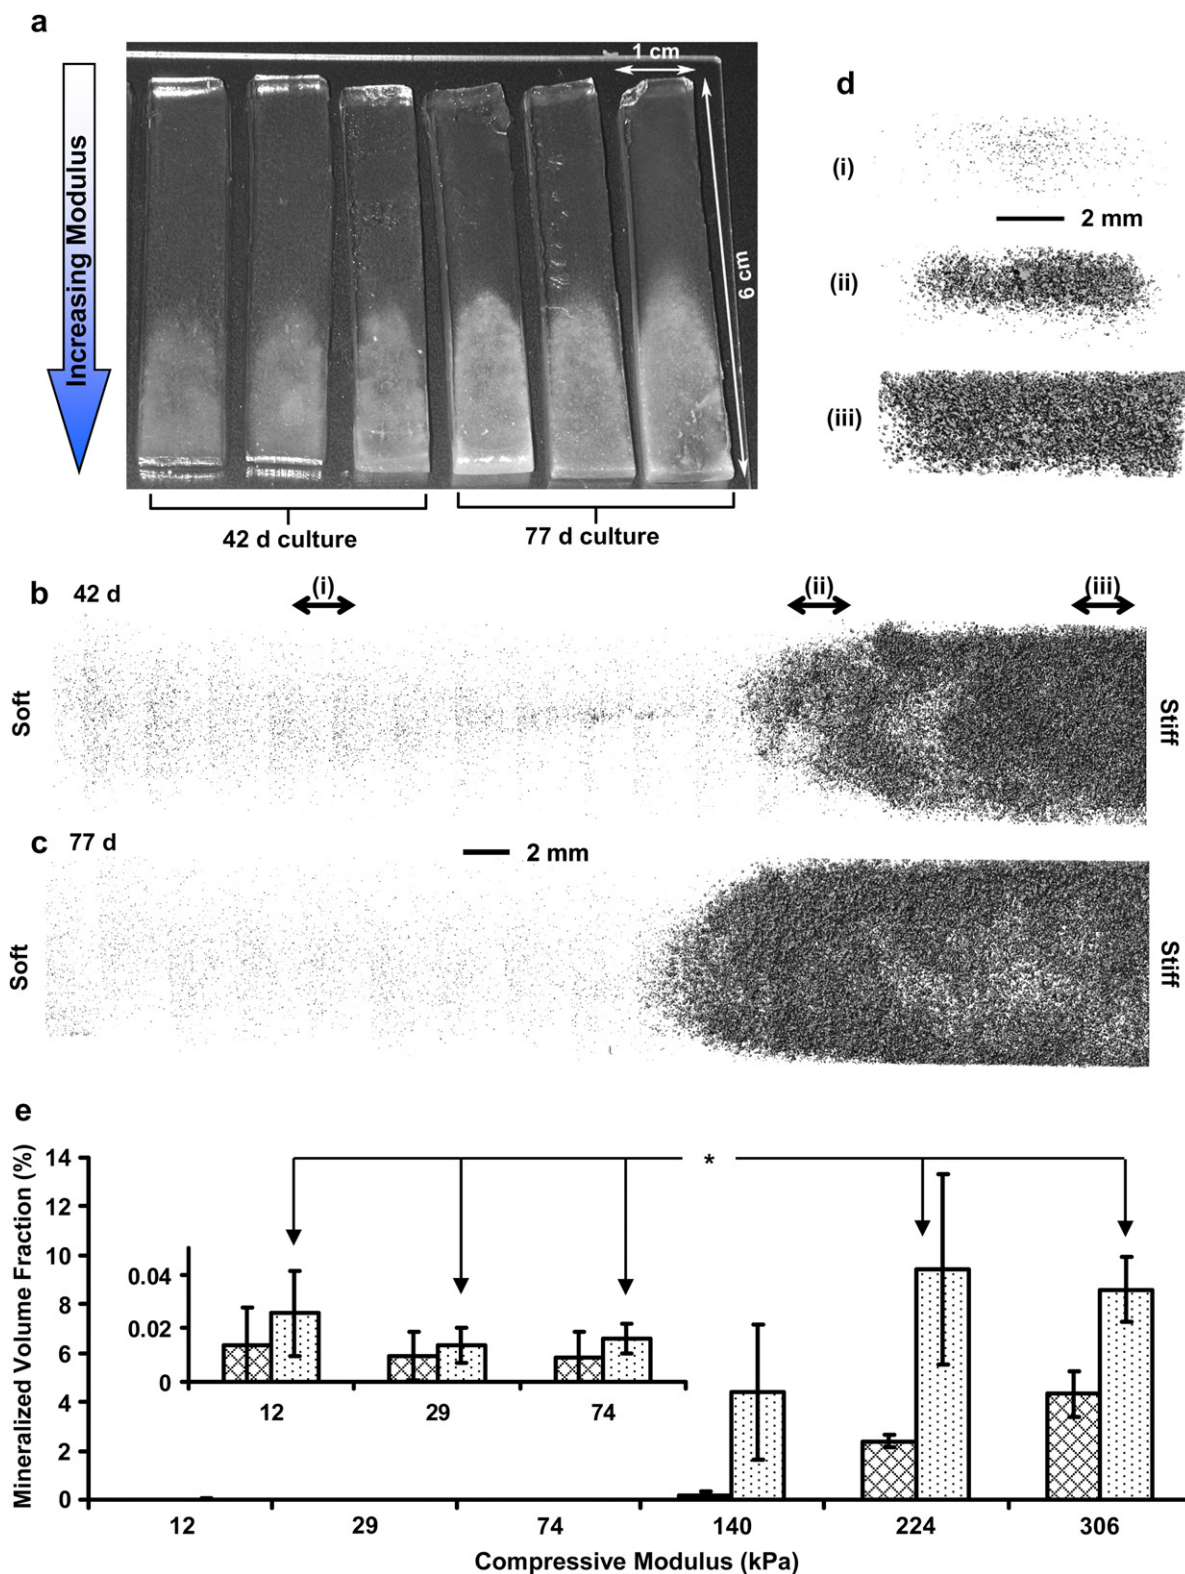 a
Increasing Modulus
1 cm
6 cm
42 d culture
77 d culture
d
(i)
2 mm
(ii)
(iii)
b
42 d
(i)
(ii)
(iii)
Soft
Stiff
c
77 d
2 mm
Soft
Stiff
e
Mineralized Volume Fraction (%)
14
12
10
8
6
4
2
0
*
0.04
0.02
0
12
29
74
12
29
74
140
224
306
Compressive Modulus (kPa)